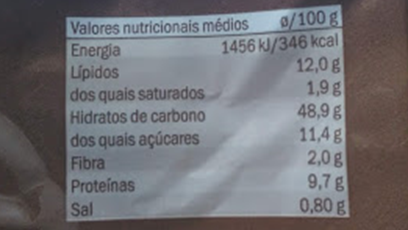 Valores nutricionais médios ø/100 g
Energia 1456 kJ/346 kcal
Lípidos 12,0 g
dos quais saturados 1,9 g
Hidratos de carbono 48,9 g
dos quais açúcares 11,4 g
Fibra 2,0 g
Proteínas 9,7 g
Sal 0,80 g